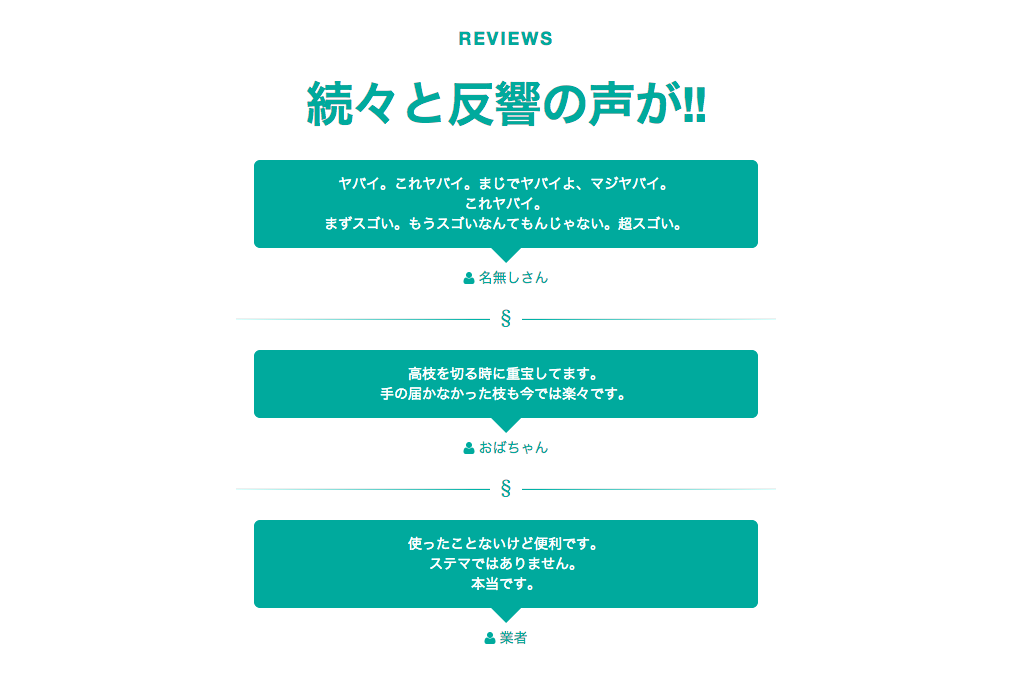 REVIEWS
続々と反響の声が!!
ヤバイ。これヤバイ。まじでヤバイよ、マジヤバイ。
これヤバイ。
まずスゴい。もうスゴいなんてもんじゃない。超スゴい。
名無しさん
§
高枝を切る時に重宝してます。
手の届かなかった枝も今では楽々です。
おばちゃん
§
使ったことないけど便利です。
ステマではありません。
本当です。
業者